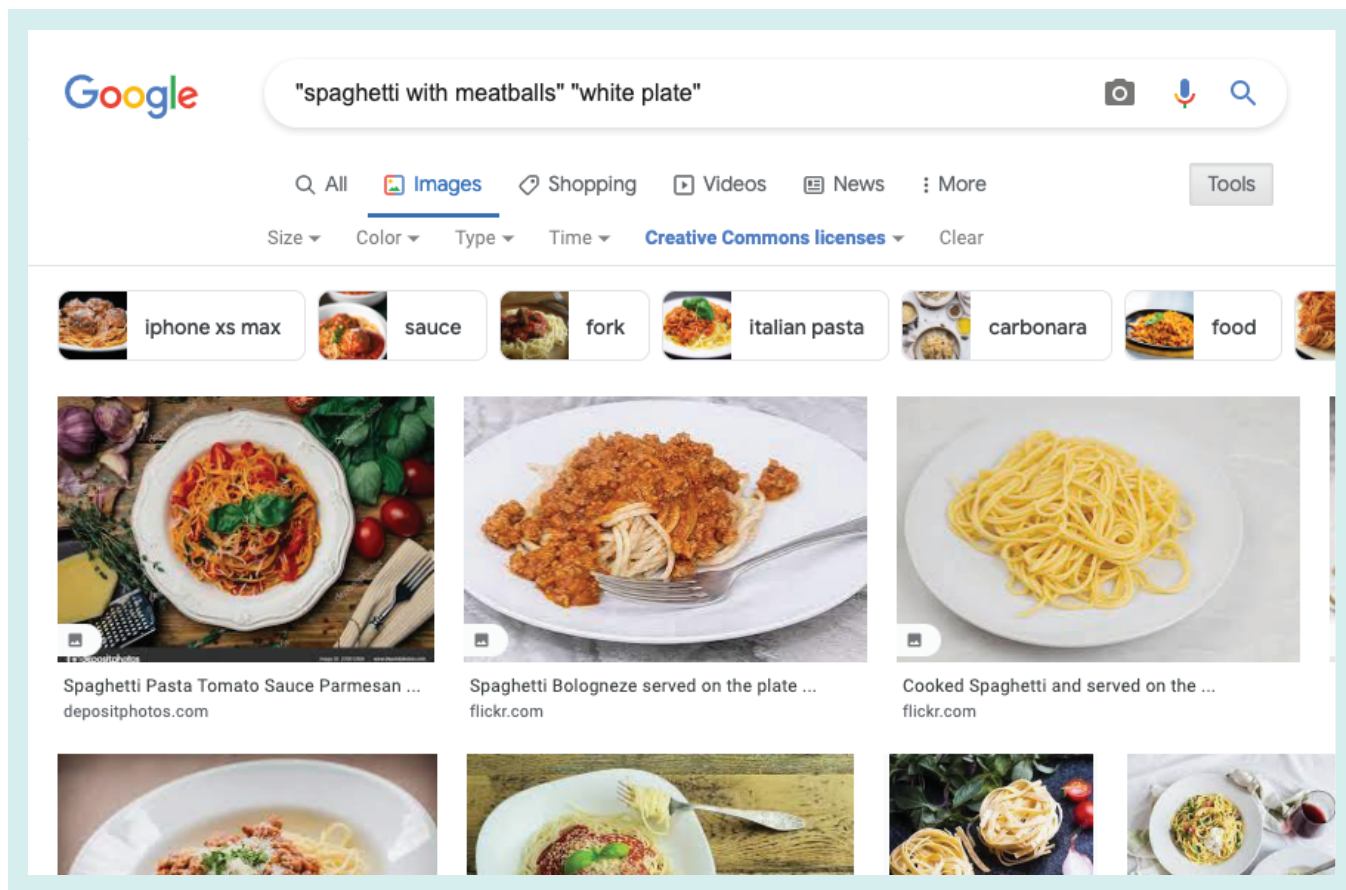 Google
"spaghetti with meatballs" "white plate"
All Images Shopping Videos News More Tools
Size Color Type Time Creative Commons licenses Clear
iphone xs max sauce fork italian pasta carbonara food
depositphotos
Spaghetti Pasta Tomato Sauce Parmesan ... Spaghetti Bologneze served on the plate ... Cooked Spaghetti and served on the ...
depositphotos.com flickr.com flickr.com